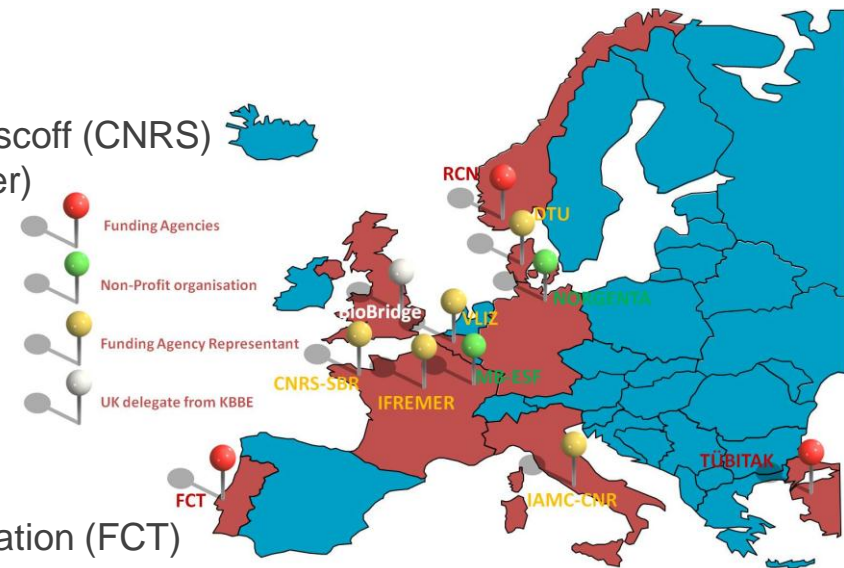 scoff (CNRS)
er)
Funding Agencies
Non-Profit organisation
Funding Agency Representant
UK delegate from KBBE
RCN
DTU
NORGENTA
BioBridge
VLIZ
CNRS-SBR
IFREMER
MB-ESF
FCT
IAMC-CNR
TÜBITAK
ation (FCT)